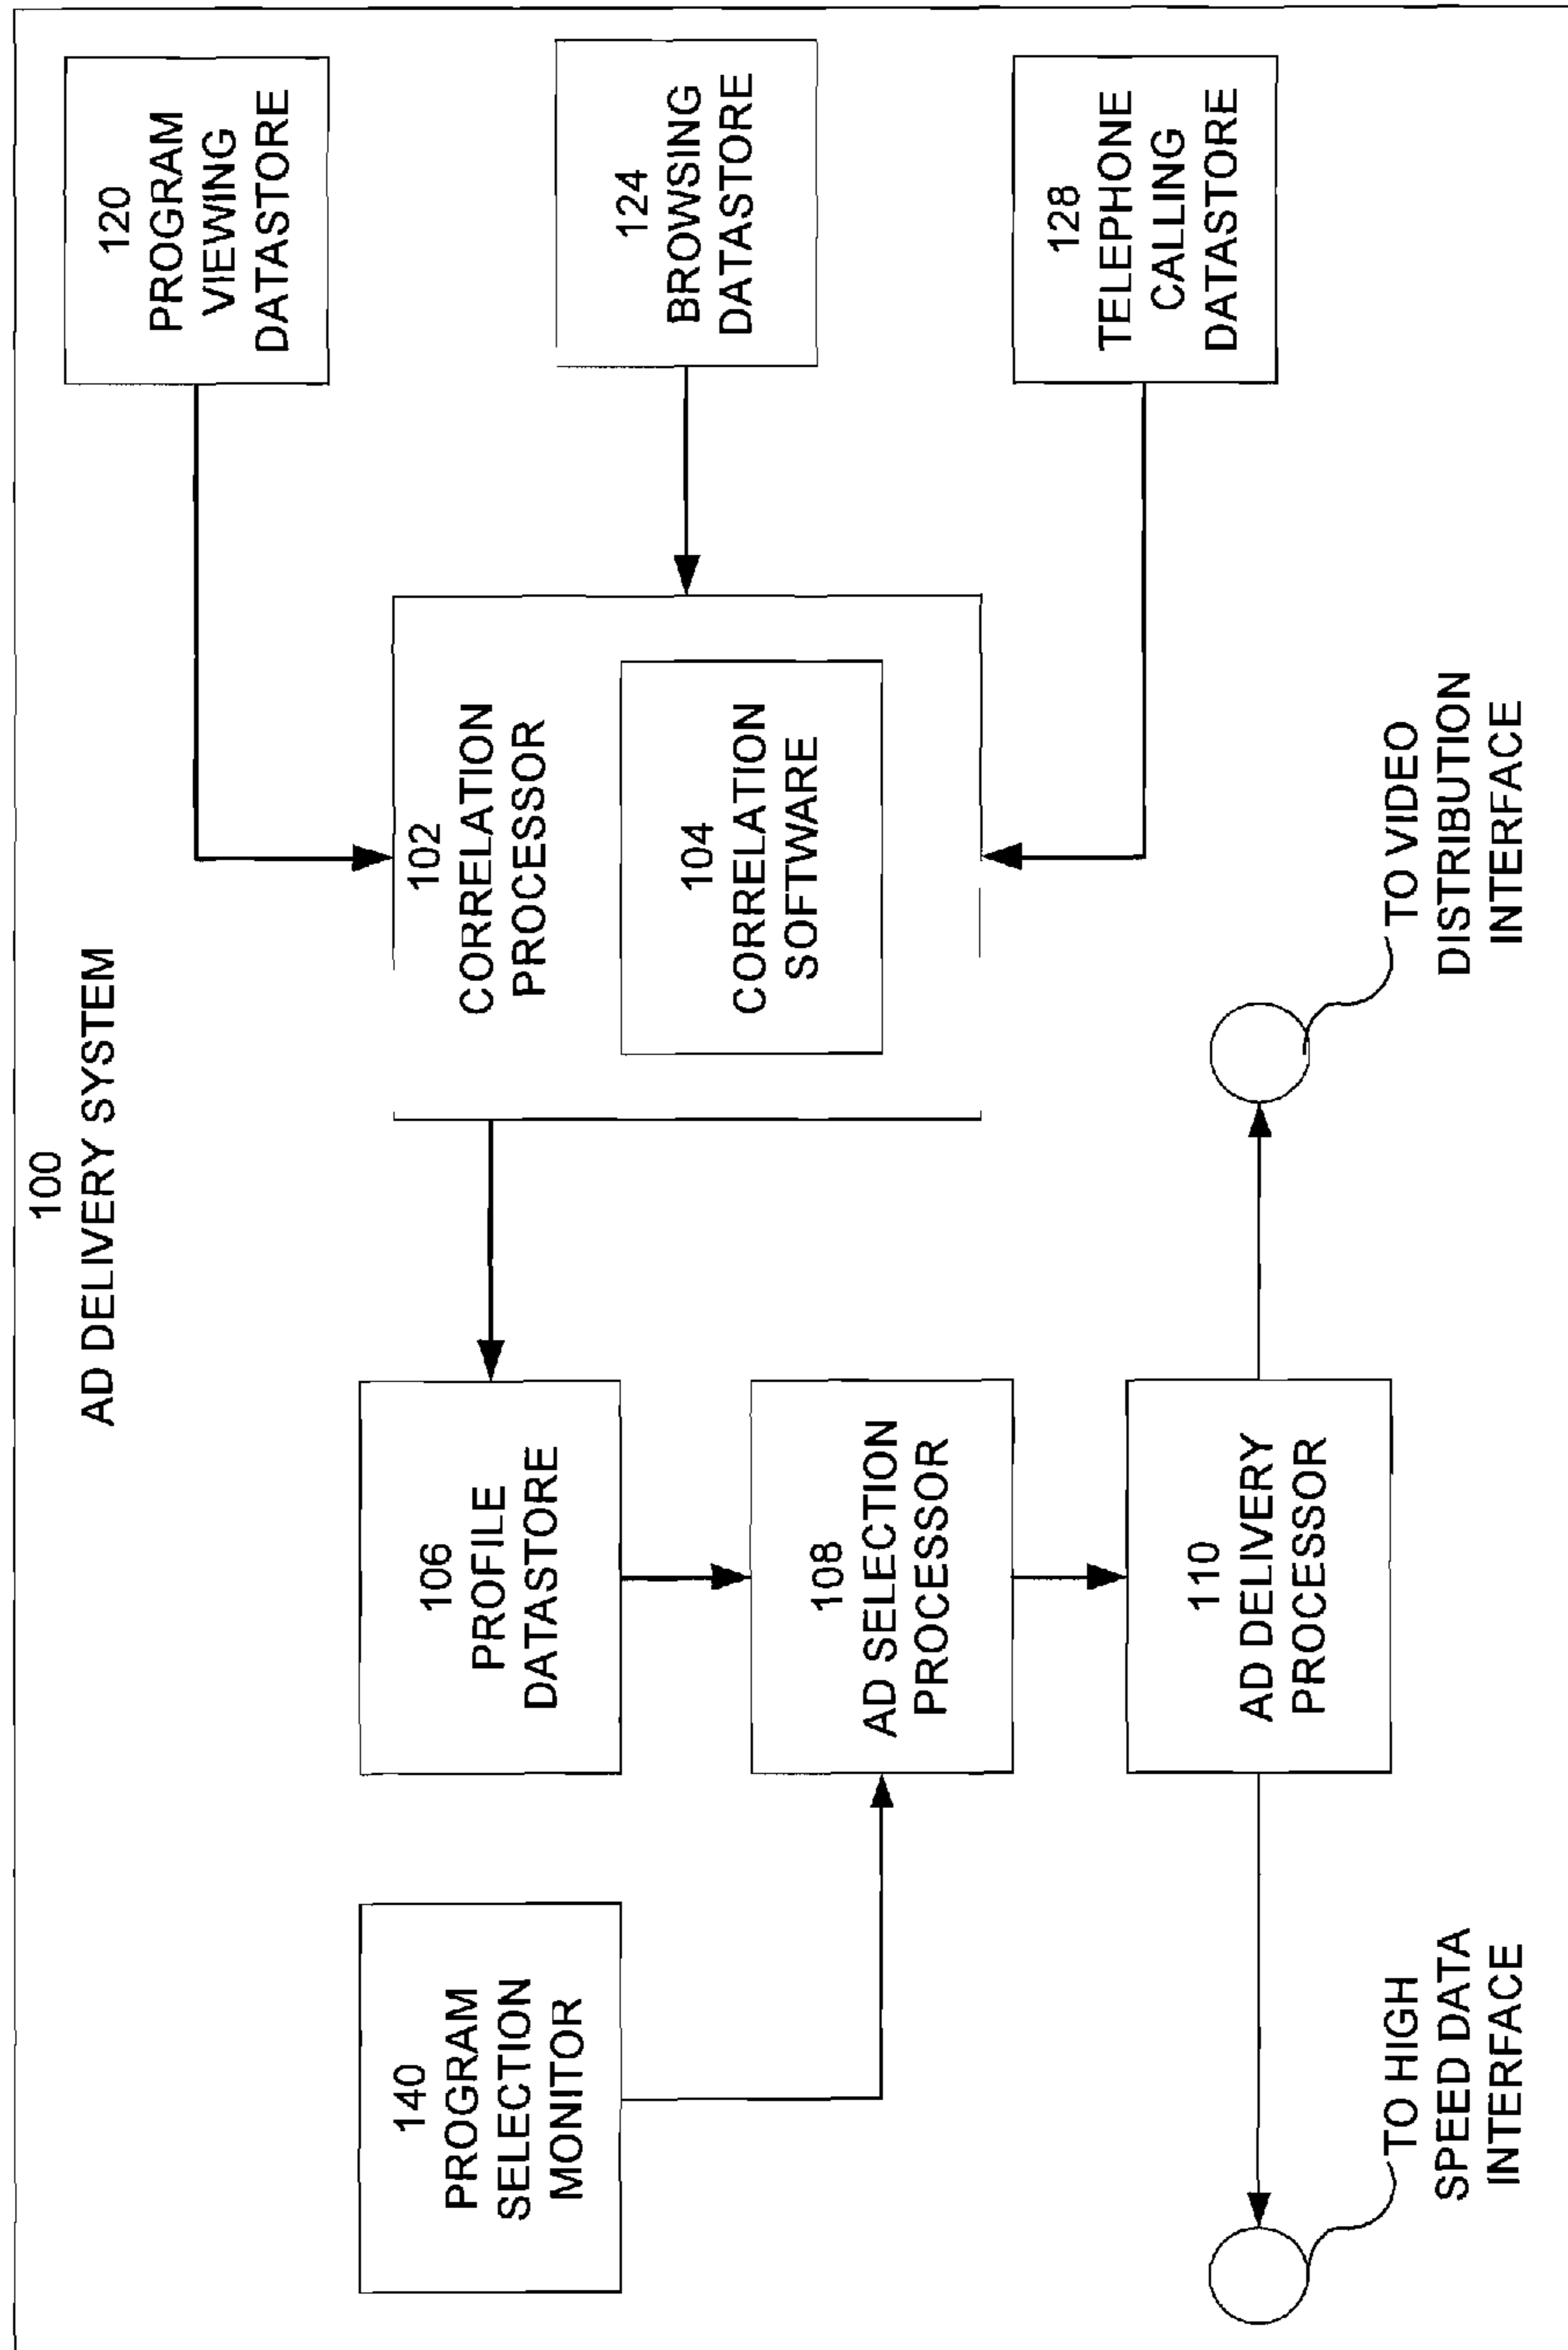 100
AD DELIVERY SYSTEM
140
PROGRAM
SELECTION
MONITOR
106
PROFILE
DATASTORE
102
CORRELATION
PROCESSOR
104
CORRELATION
SOFTWARE
120
PROGRAM
VIEWING
DATASTORE
124
BROWSING
DATASTORE
128
TELEPHONE
CALLING
DATASTORE
108
AD SELECTION
PROCESSOR
110
AD DELIVERY
PROCESSOR
TO HIGH
SPEED DATA
INTERFACE
TO VIDEO
DISTRIBUTION
INTERFACE